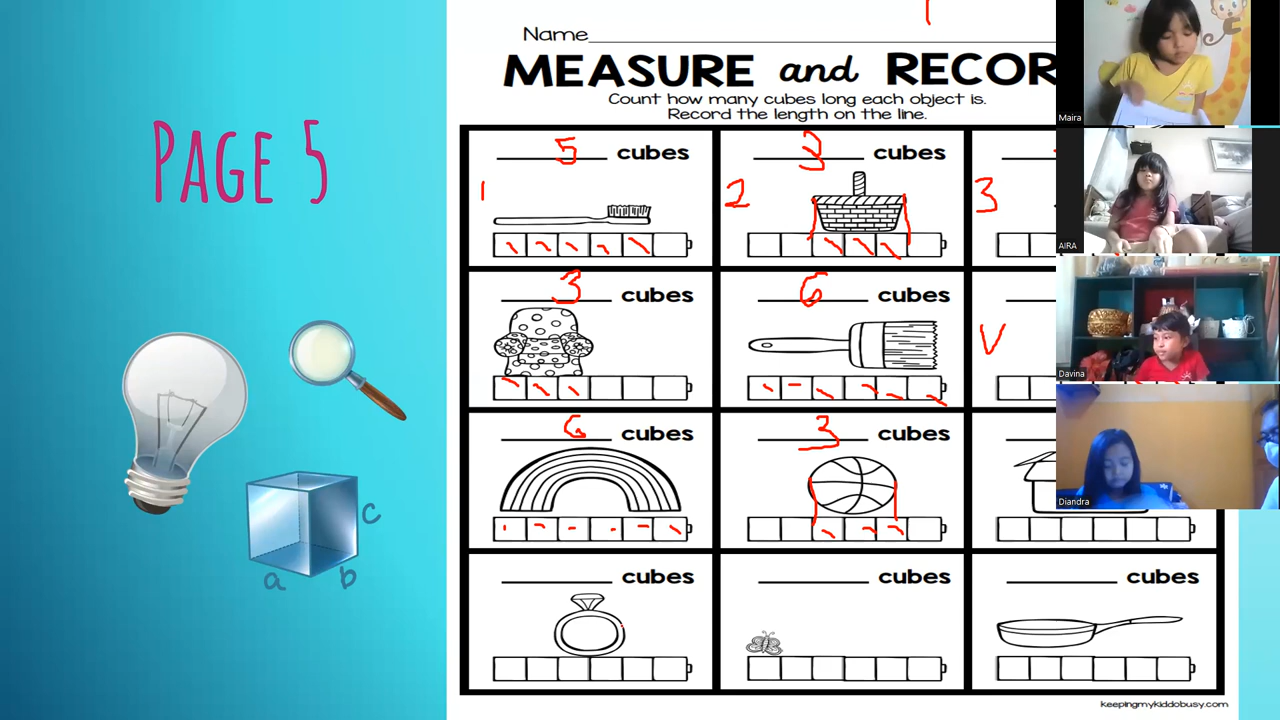 Page 5
a
b
c
Name
MEASURE and RECOR
Count how many cubes long each object is.
Record the length on the line.
5 cubes
3 cubes
1
2
3
3 cubes
6 cubes
V
6 cubes
3 cubes
cubes
cubes
cubes
keepingmykiddobusy.com
Maira
AIRA
Davina
Diandra